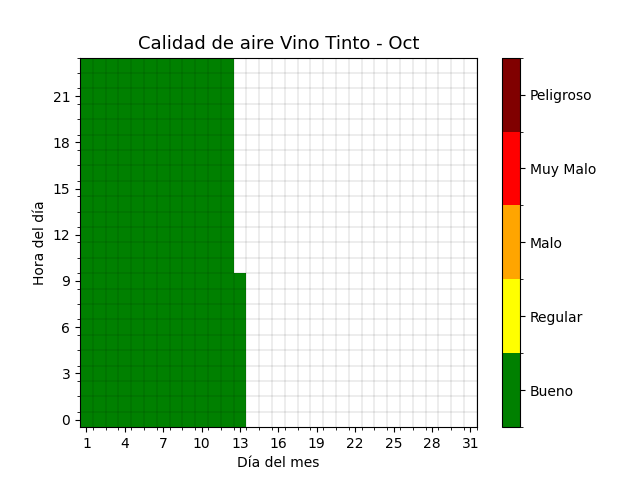 Calidad de aire Vino Tinto - Oct
Hora del día
21
18
15
12
9
6
3
0
1 4 7 10 13 16 19 22 25 28 31
Día del mes
Peligroso
Muy Malo
Malo
Regular
Bueno